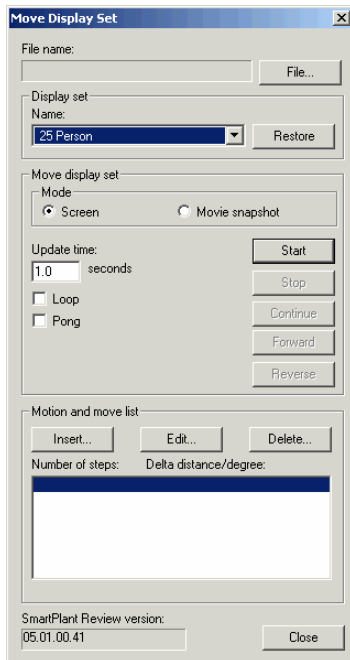 Move Display Set
File name:
File...
Display set
Name:
25 Person
Restore
Move display set
Mode
Screen
Movie snapshot
Update time:
1.0 seconds
Start
Stop
Loop
Pong
Continue
Forward
Reverse
Motion and move list
Insert... Edit... Delete...
Number of steps: Delta distance/degree:
SmartPlant Review version:
05.01.00.41
Close